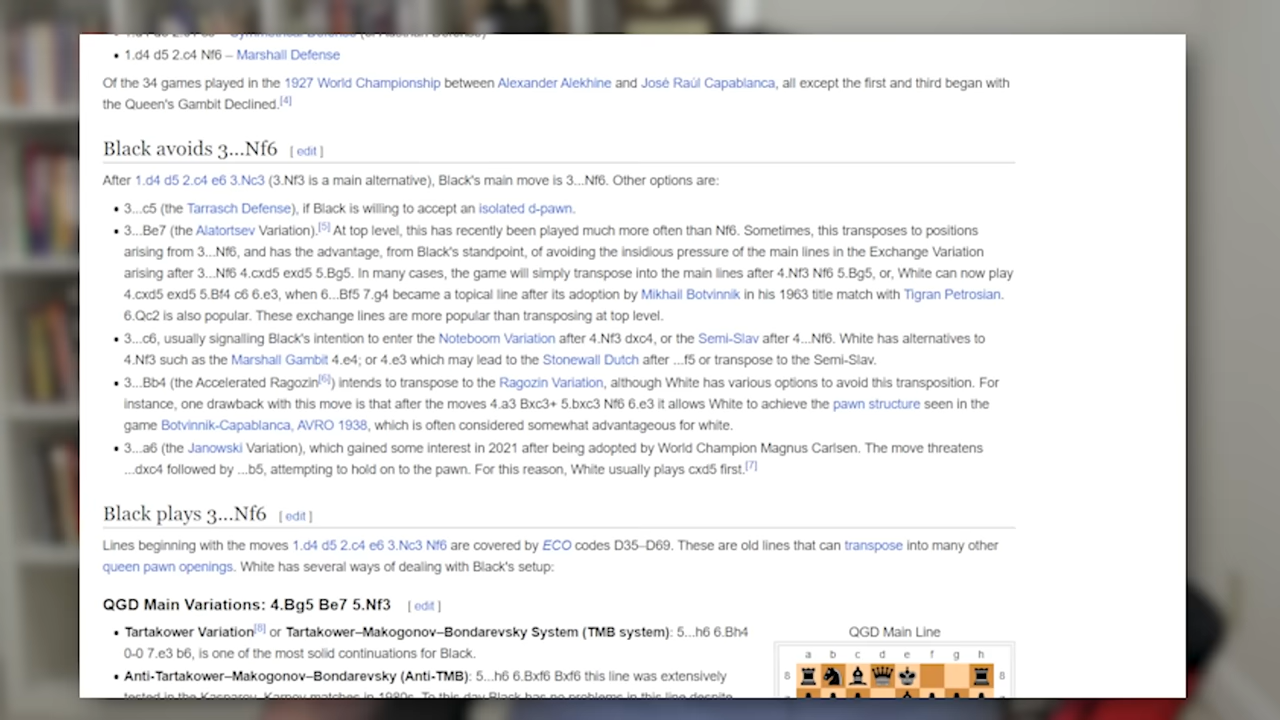 • 1.d4 d5 2.c4 Nf6 – Marshall Defense
Of the 34 games played in the 1927 World Championship between Alexander Alekhine and José Raúl Capablanca, all except the first and third began with
the Queen's Gambit Declined.[4]
Black avoids 3...Nf6 [ edit ]
After 1.d4 d5 2.c4 e6 3.Nc3 (3.Nf3 is a main alternative), Black's main move is 3...Nf6. Other options are:
• 3...c5 (the Tarrasch Defense), if Black is willing to accept an isolated d-pawn.
• 3...Be7 (the Alatortsev Variation).[5] At top level, this has recently been played much more often than Nf6. Sometimes, this transposes to positions
arising from 3...Nf6, and has the advantage, from Black's standpoint, of avoiding the insidious pressure of the main lines in the Exchange Variation
arising after 3...Nf6 4.cxd5 exd5 5.Bg5. In many cases, the game will simply transpose into the main lines after 4.Nf3 Nf6 5.Bg5, or, White can now play
4.cxd5 exd5 5.Bf4 c6 6.e3, when 6...Bf5 7.g4 became a topical line after its adoption by Mikhail Botvinnik in his 1963 title match with Tigran Petrosian.
6.Qc2 is also popular. These exchange lines are more popular than transposing at top level.
• 3...c6, usually signalling Black's intention to enter the Noteboom Variation after 4.Nf3 dxc4, or the Semi-Slav after 4...Nf6. White has alternatives to
4.Nf3 such as the Marshall Gambit 4.e4; or 4.e3 which may lead to the Stonewall Dutch after ...f5 or transpose to the Semi-Slav.
• 3...Bb4 (the Accelerated Ragozin[6]) intends to transpose to the Ragozin Variation, although White has various options to avoid this transposition. For
instance, one drawback with this move is that after the moves 4.a3 Bxc3+ 5.bxc3 Nf6 6.e3 it allows White to achieve the pawn structure seen in the
game Botvinnik-Capablanca, AVRO 1938, which is often considered somewhat advantageous for white.
• 3...a6 (the Janowski Variation), which gained some interest in 2021 after being adopted by World Champion Magnus Carlsen. The move threatens
...dxc4 followed by ...b5, attempting to hold on to the pawn. For this reason, White usually plays cxd5 first.[7]
Black plays 3...Nf6 [ edit ]
Lines beginning with the moves 1.d4 d5 2.c4 e6 3.Nc3 Nf6 are covered by ECO codes D35–D69. These are old lines that can transpose into many other
queen pawn openings. White has several ways of dealing with Black's setup:
QGD Main Variations: 4.Bg5 Be7 5.Nf3 [ edit ]
• Tartakower Variation[8] or Tartakower–Makogonov–Bondarevsky System (TMB system): 5...h6 6.Bh4
0-0 7.e3 b6, is one of the most solid continuations for Black.
• Anti-Tartakower–Makogonov–Bondarevsky (Anti-TMB): 5...h6 6.Bxf6 Bxf6 this line was extensively
QGD Main Line
a b c d e f g h
8 8